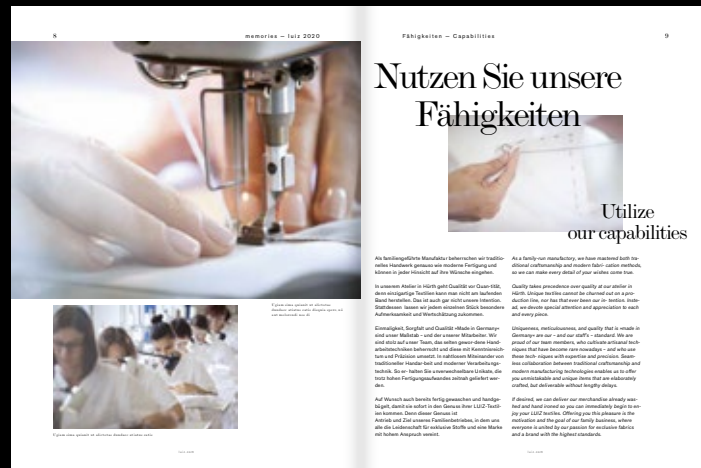 8
memories – luiz 2020
Fähigkeiten – Capabilities
9
Nutzen Sie unsere
Fähigkeiten
Utilize
our capabilities
Als familiengeführte Manufaktur beherrschen wir traditio-
nelles Handwerk genauso wie moderne Fertigung und
können in jeder Hinsicht auf ihre Wünsche eingehen.
In unserem Atelier in Hürth geht Qualität vor Quan-tität,
denn einzigartige Textilien kann man nicht am laufenden
Band herstellen. Das ist auch gar nicht unsere Intention.
Stattdessen lassen wir jedem einzelnen Stück besondere
Aufmerksamkeit und Wertschätzung zukommen.
Einmaligkeit, Sorgfalt und Qualität »Made in Germany«
sind unser Maßstab – und der unserer Mitarbeiter. Wir
sind stolz auf unser Team, das selten gewor-dene Hand-
arbeitstechniken beherrscht und diese mit Kenntnisreich-
tum und Präzision umsetzt. In nahtlosem Miteinander von
traditioneller Handar-beit und moderner Verarbeitungs-
technik. So er- halten Sie unverwechselbare Unikate, die
trotz hohen Fertigungsaufwandes zeitnah geliefert wer-
den.
Auf Wunsch auch bereits fertig gewaschen und handge-
bügelt, damit sie sofort in den Genuss ihrer LUIZ-Textil-
ien kommen. Denn dieser Genuss ist
Antrieb und Ziel unseres Familienbetriebes, in dem uns
alle die Leidenschaft für exklusive Stoffe und eine Marke
mit hohem Anspruch vereint.
As a family-run manufactory, we have mastered both tra-
ditional craftsmanship and modern fabri- cation methods,
so we can make every detail of your wishes come true.
Quality takes precedence over quantity at our atelier in
Hürth. Unique textiles cannot be churned out on a pro-
duction line, nor has that ever been our in- tention. Inste-
ad, we devote special attention and appreciation to each
and every piece.
Uniqueness, meticulousness, and quality that is »made in
Germany« are our – and our staff's – standard. We are
proud of our team members, who cultivate artisanal tech-
niques that have become rare nowadays – and who use
these tech- niques with expertise and precision. Seam-
less collaboration between traditional craftsmanship and
modern manufacturing technologies enables us to offer
you unmistakable and unique items that are elaborately
crafted, but deliverable without lengthy delays.
If desired, we can deliver our merchandise already was-
hed and hand ironed so you can immediately begin to en-
joy your LUIZ textiles. Offering you this pleasure is the
motivation and the goal of our family business, where
everyone is united by our passion for exclusive fabrics
and a brand with the highest standards.